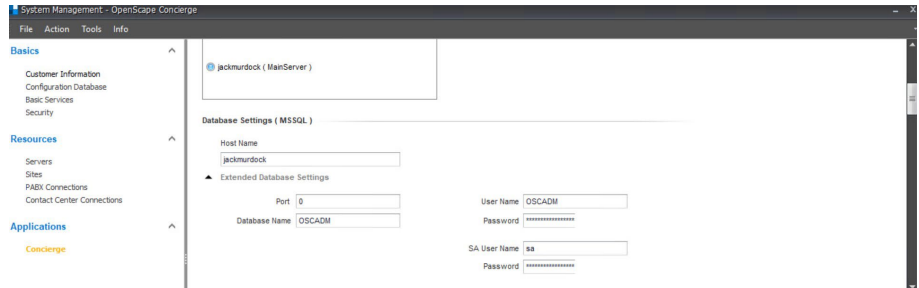 System Management - OpenScape Concierge
File Action Tools Info
Basics
Customer Information
Configuration Database
Basic Services
Security
Resources
Servers
Sites
PABX Connections
Contact Center Connections
Applications
Concierge
jackmurdock ( MainServer )
Database Settings ( MSSQL )
Host Name
jackmurdock
Extended Database Settings
Port 0
User Name OSCADM
Database Name OSCADM
Password ****************
SA User Name sa
Password ****************